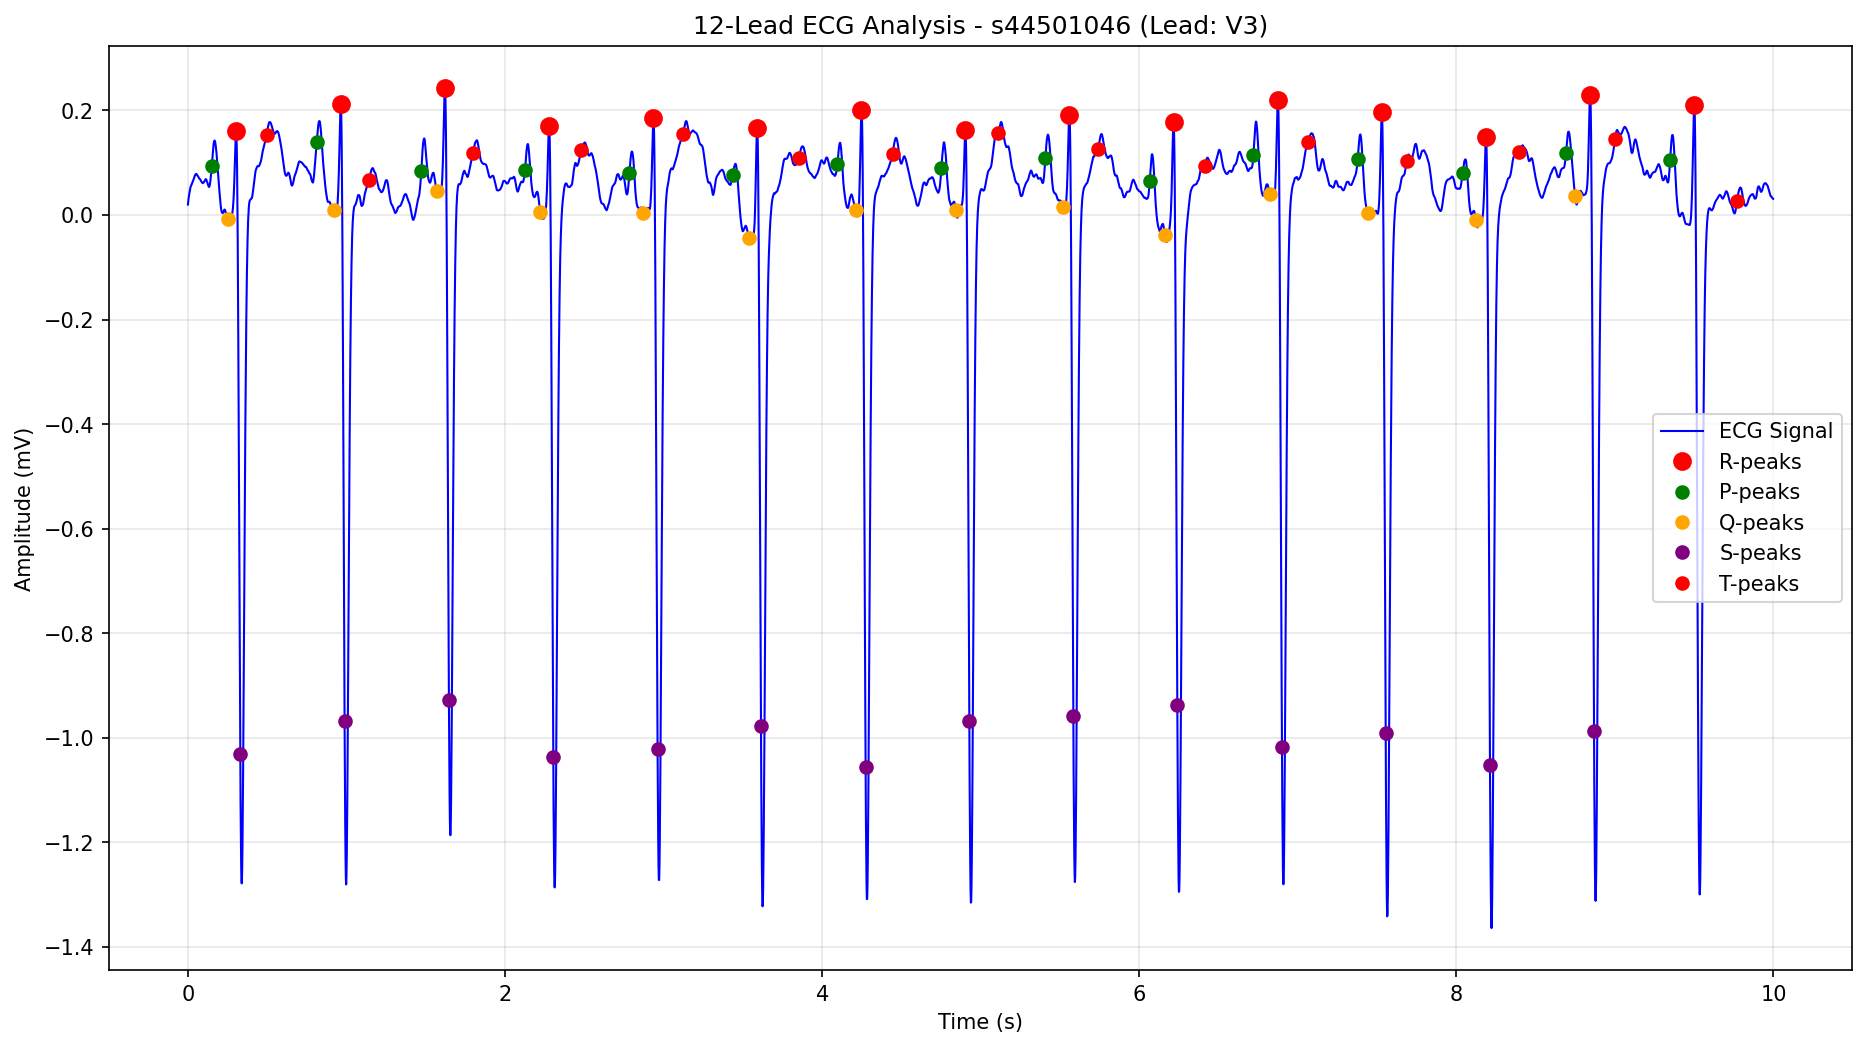 12-Lead ECG Analysis - s44501046 (Lead: V3)
Amplitude (mV)
0.2
0.0
−0.2
−0.4
−0.6
−0.8
−1.0
−1.2
−1.4
ECG Signal
R-peaks
P-peaks
Q-peaks
S-peaks
T-peaks
0 2 4 6 8 10
Time (s)